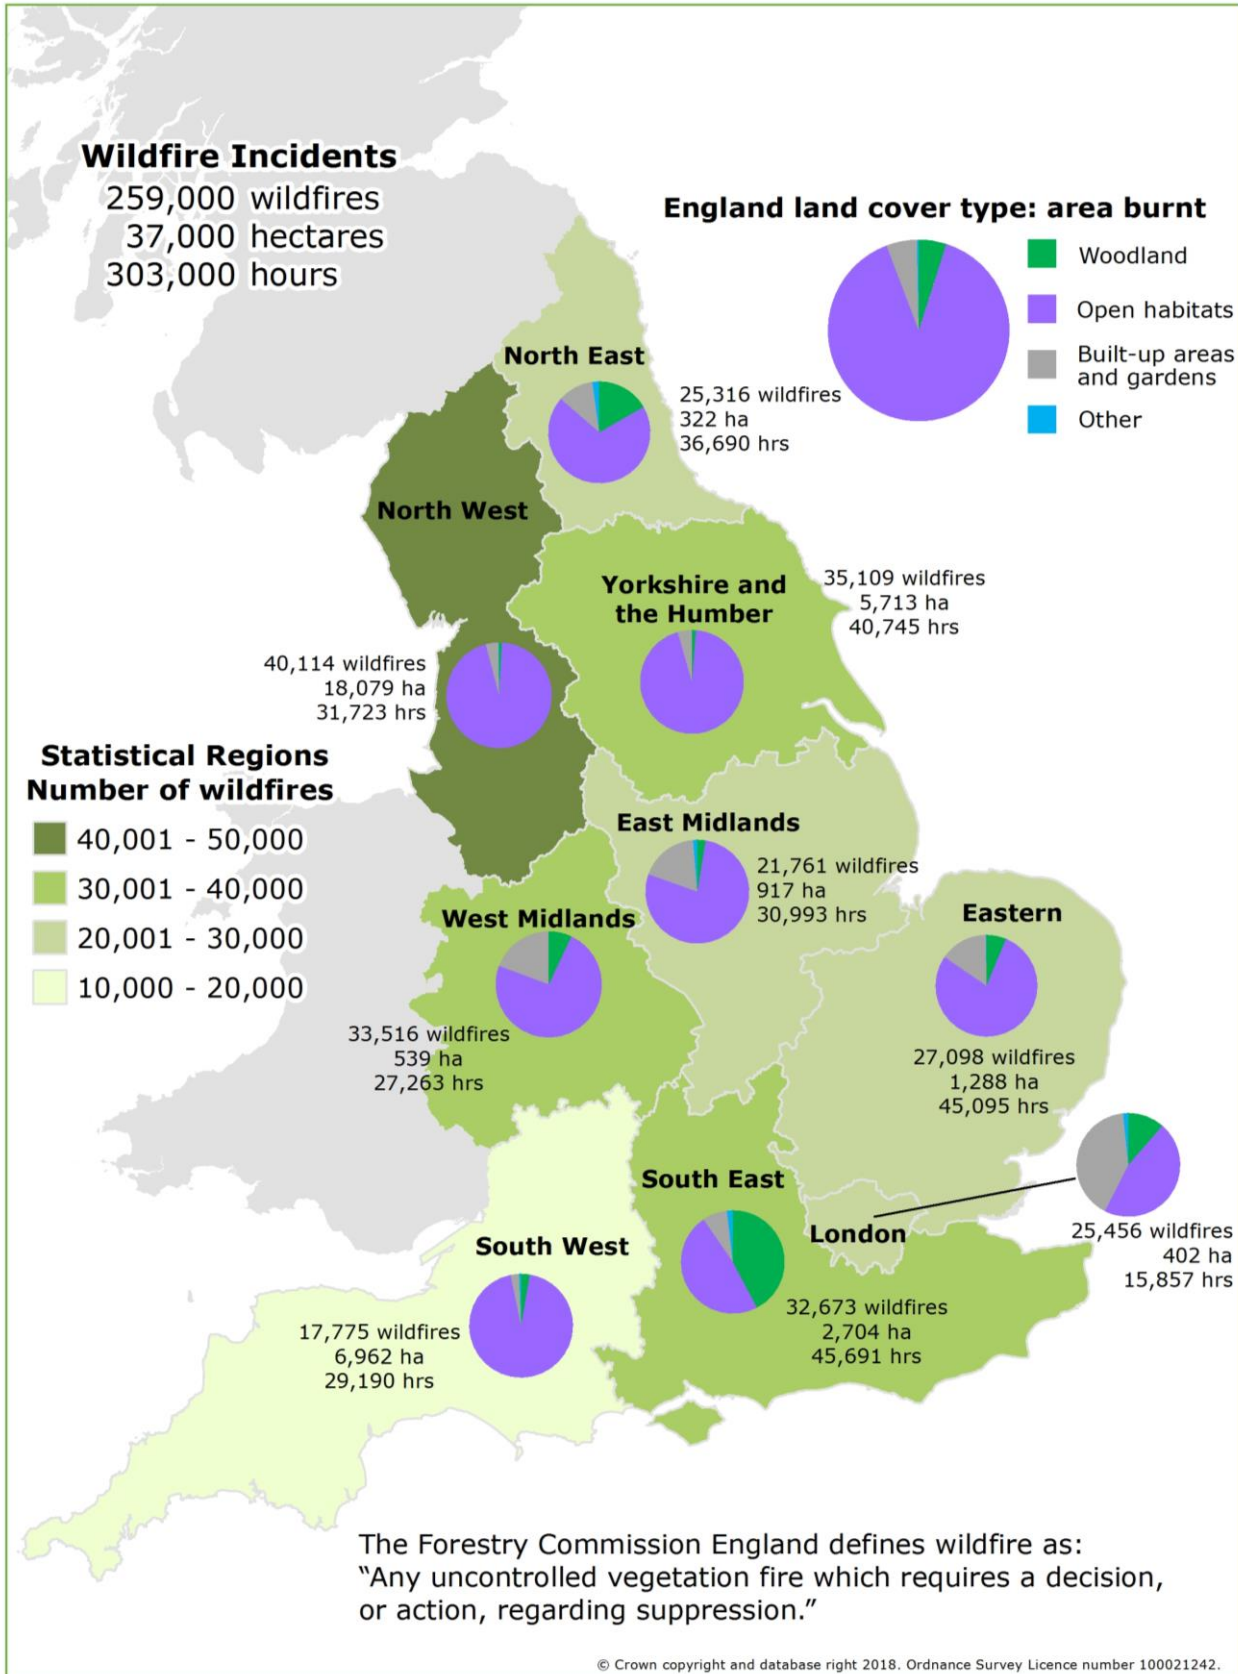 Wildfire Incidents
259,000 wildfires
37,000 hectares
303,000 hours
England land cover type: area burnt
Woodland
Open habitats
Built-up areas
and gardens
Other
North East
25,316 wildfires
322 ha
36,690 hrs
North West
40,114 wildfires
18,079 ha
31,723 hrs
Yorkshire and
the Humber
35,109 wildfires
5,713 ha
40,745 hrs
Statistical Regions
Number of wildfires
40,001 - 50,000
30,001 - 40,000
20,001 - 30,000
10,000 - 20,000
East Midlands
21,761 wildfires
917 ha
30,993 hrs
West Midlands
33,516 wildfires
539 ha
27,263 hrs
Eastern
27,098 wildfires
1,288 ha
45,095 hrs
South East
32,673 wildfires
2,704 ha
45,691 hrs
London
25,456 wildfires
402 ha
15,857 hrs
South West
17,775 wildfires
6,962 ha
29,190 hrs
The Forestry Commission England defines wildfire as:
“Any uncontrolled vegetation fire which requires a decision,
or action, regarding suppression.”
© Crown copyright and database right 2018. Ordnance Survey Licence number 100021242.